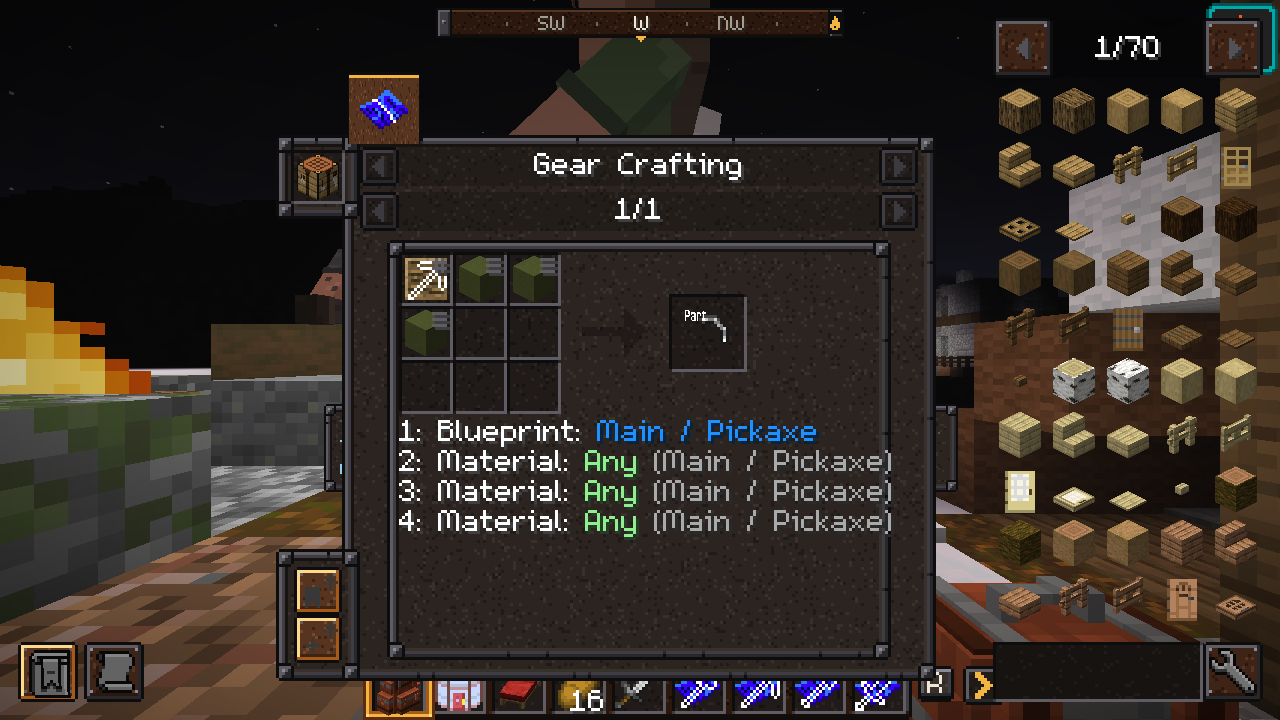 SW W NW
1/70
Gear Crafting
1/1
Part
1: Blueprint: Main / Pickaxe
2: Material: Any (Main / Pickaxe)
3: Material: Any (Main / Pickaxe)
4: Material: Any (Main / Pickaxe)
16